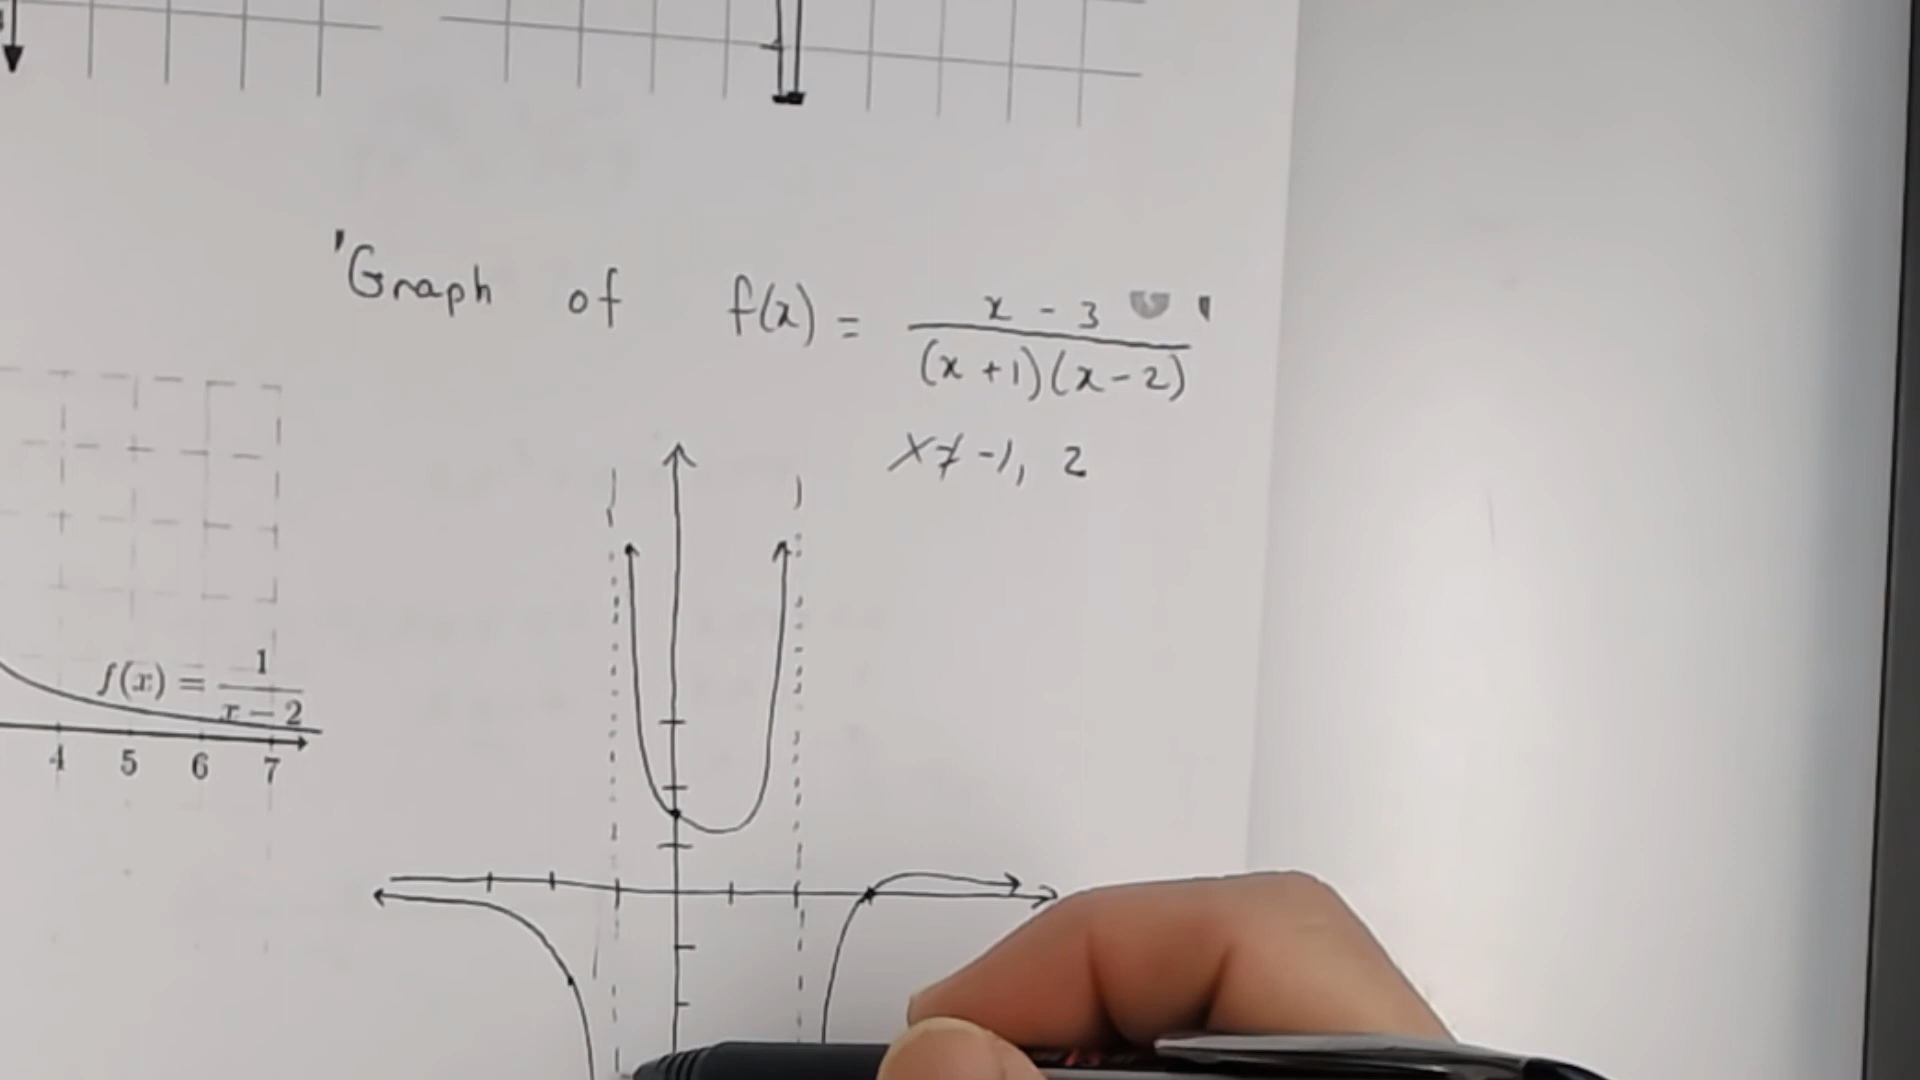 'Graph of f(x) = x - 3 '
(x + 1)(x - 2)
x ≠ -1, 2
f(x) = 1
x - 2
4 5 6 7